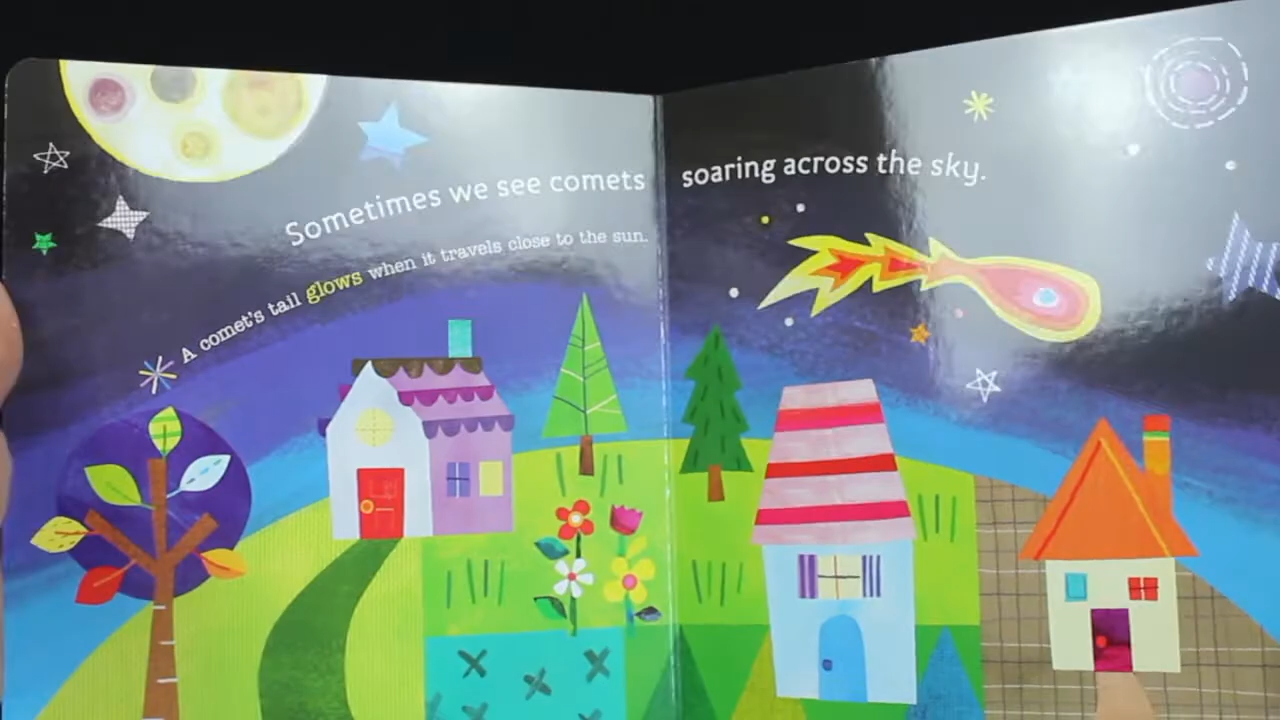 Sometimes we see comets soaring across the sky.
A comet's tail glows when it travels close to the sun.